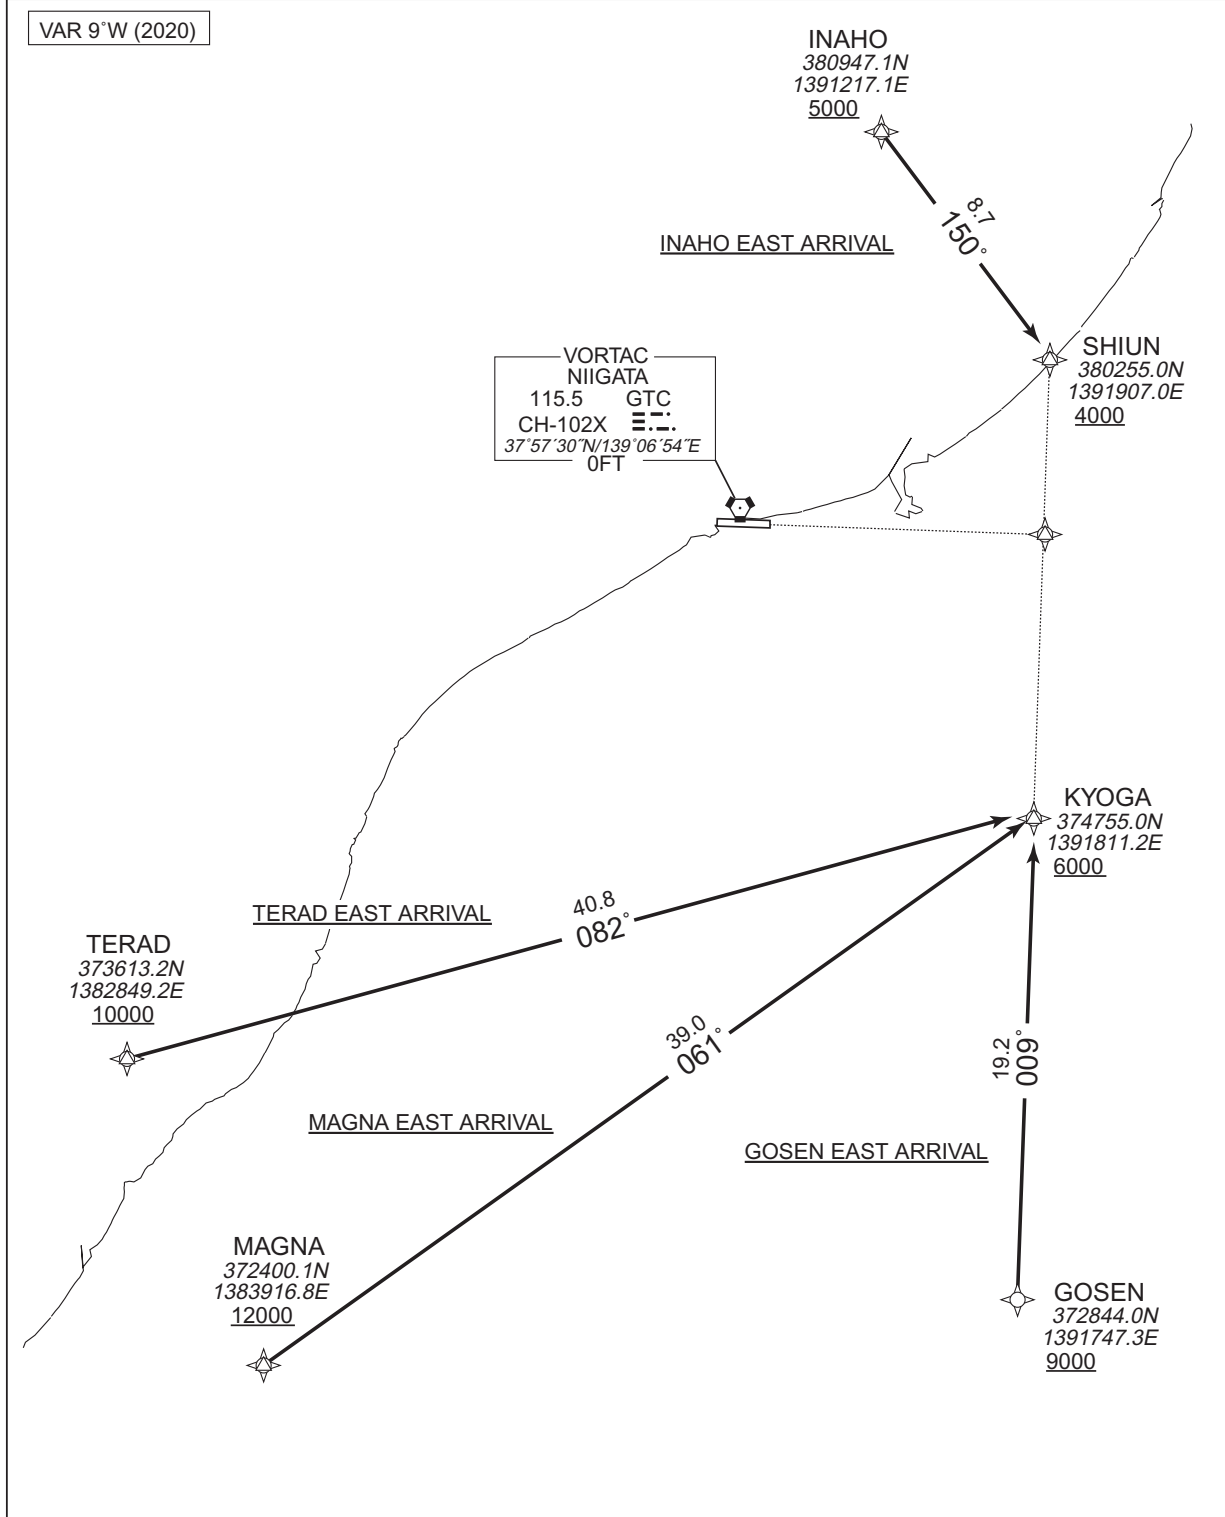 VAR 9°W (2020)
INAHO
380947.1N
1391217.1E
5000
8.7
150°
INAHO EAST ARRIVAL
SHIUN
380255.0N
1391907.0E
4000
VORTAC
NIIGATA
115.5 GTC
CH-102X
37°57′30″N/139°06′54″E
0FT
KYOGA
374755.0N
1391811.2E
6000
TERAD EAST ARRIVAL
40.8
082°
TERAD
373613.2N
1382849.2E
10000
39.0
061°
19.2
009°
MAGNA EAST ARRIVAL
GOSEN EAST ARRIVAL
MAGNA
372400.1N
1383916.8E
12000
GOSEN
372844.0N
1391747.3E
9000